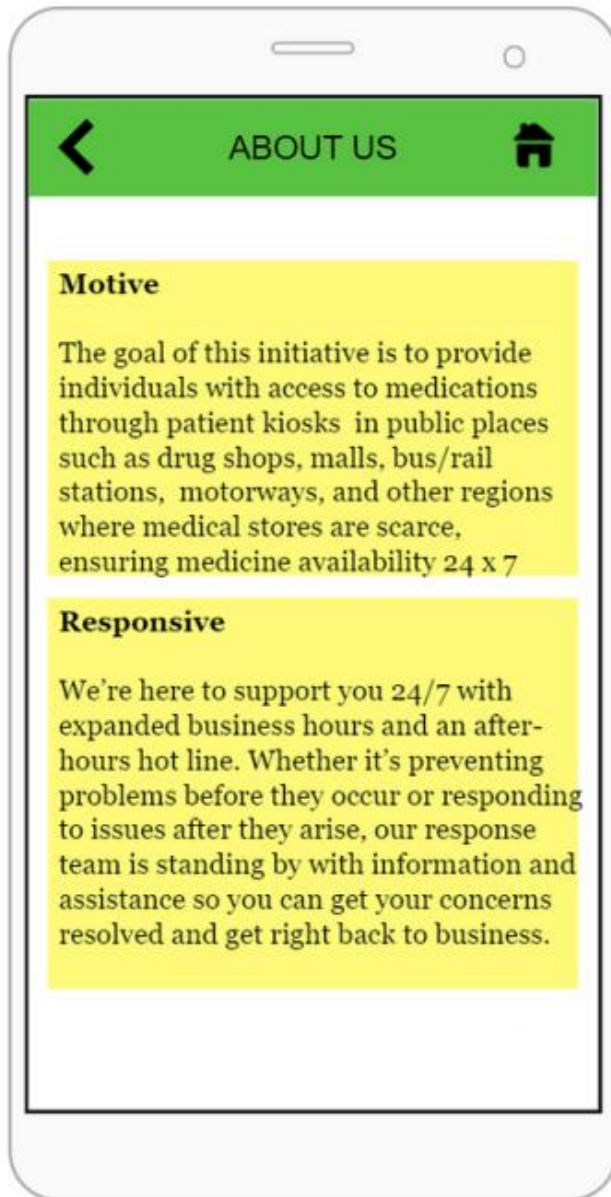 ABOUT US
Motive
The goal of this initiative is to provide
individuals with access to medications
through patient kiosks  in public places
such as drug shops, malls, bus/rail
stations,  motorways, and other regions
where medical stores are scarce,
ensuring medicine availability 24 x 7
Responsive
We're here to support you 24/7 with
expanded business hours and an after-
hours hot line. Whether it's preventing
problems before they occur or responding
to issues after they arise, our response
team is standing by with information and
assistance so you can get your concerns
resolved and get right back to business.